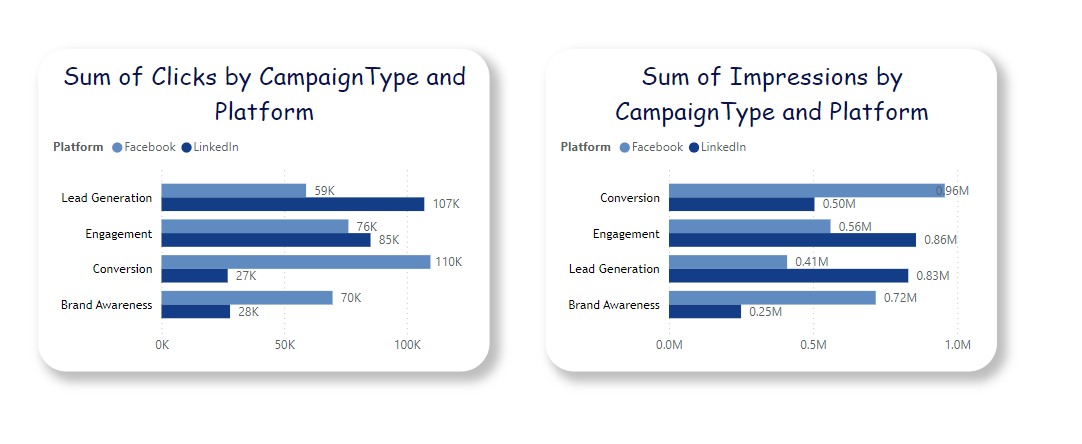 Sum of Clicks by CampaignType and
Platform
Platform Facebook LinkedIn
Lead Generation 59K
107K
Engagement 76K
85K
Conversion 110K
27K
Brand Awareness 70K
28K
0K 50K 100K
Sum of Impressions by
CampaignType and Platform
Platform Facebook LinkedIn
Conversion 0.96M
0.50M
Engagement 0.56M
0.86M
Lead Generation 0.41M
0.83M
Brand Awareness 0.72M
0.25M
0.0M 0.5M 1.0M